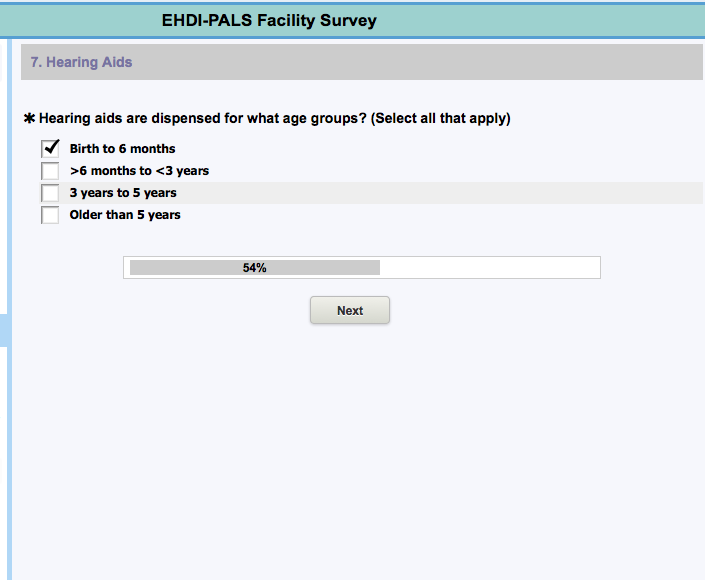 EHDI-PALS Facility Survey
7. Hearing Aids
✱ Hearing aids are dispensed for what age groups? (Select all that apply)
Birth to 6 months
>6 months to <3 years
3 years to 5 years
Older than 5 years
54%
Next